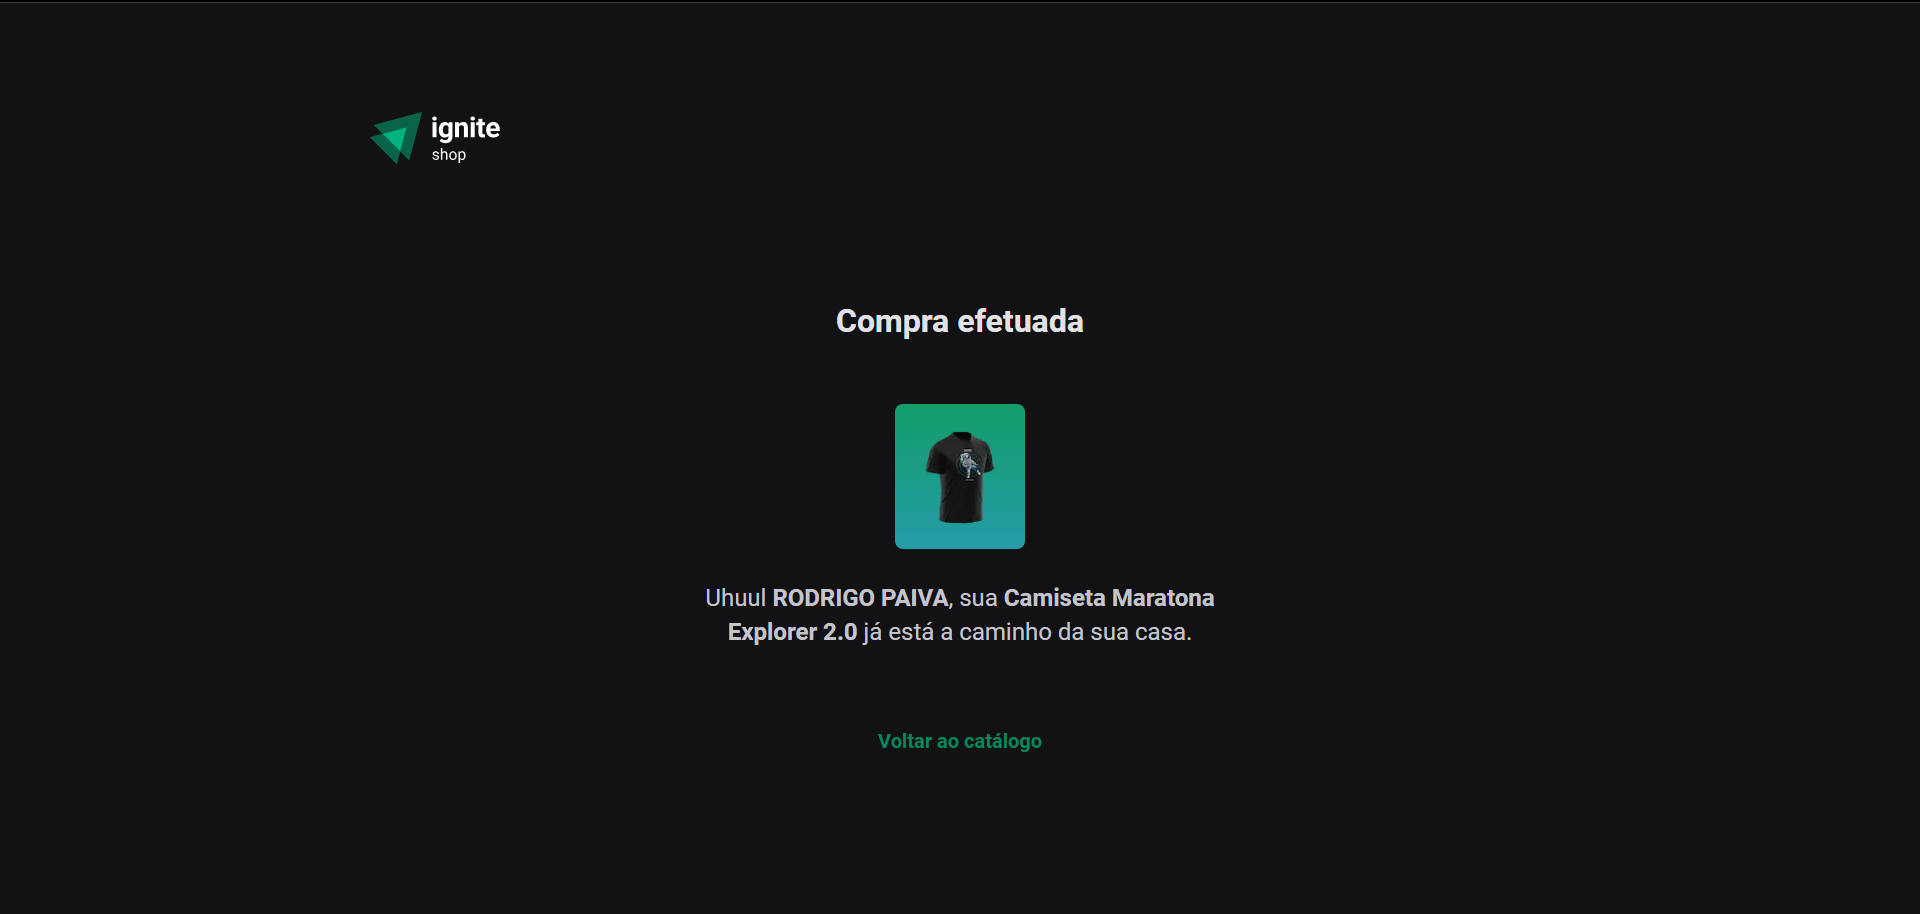 ignite
shop
Compra efetuada
Uhuul RODRIGO PAIVA, sua Camiseta Maratona
Explorer 2.0 já está a caminho da sua casa.
Voltar ao catálogo